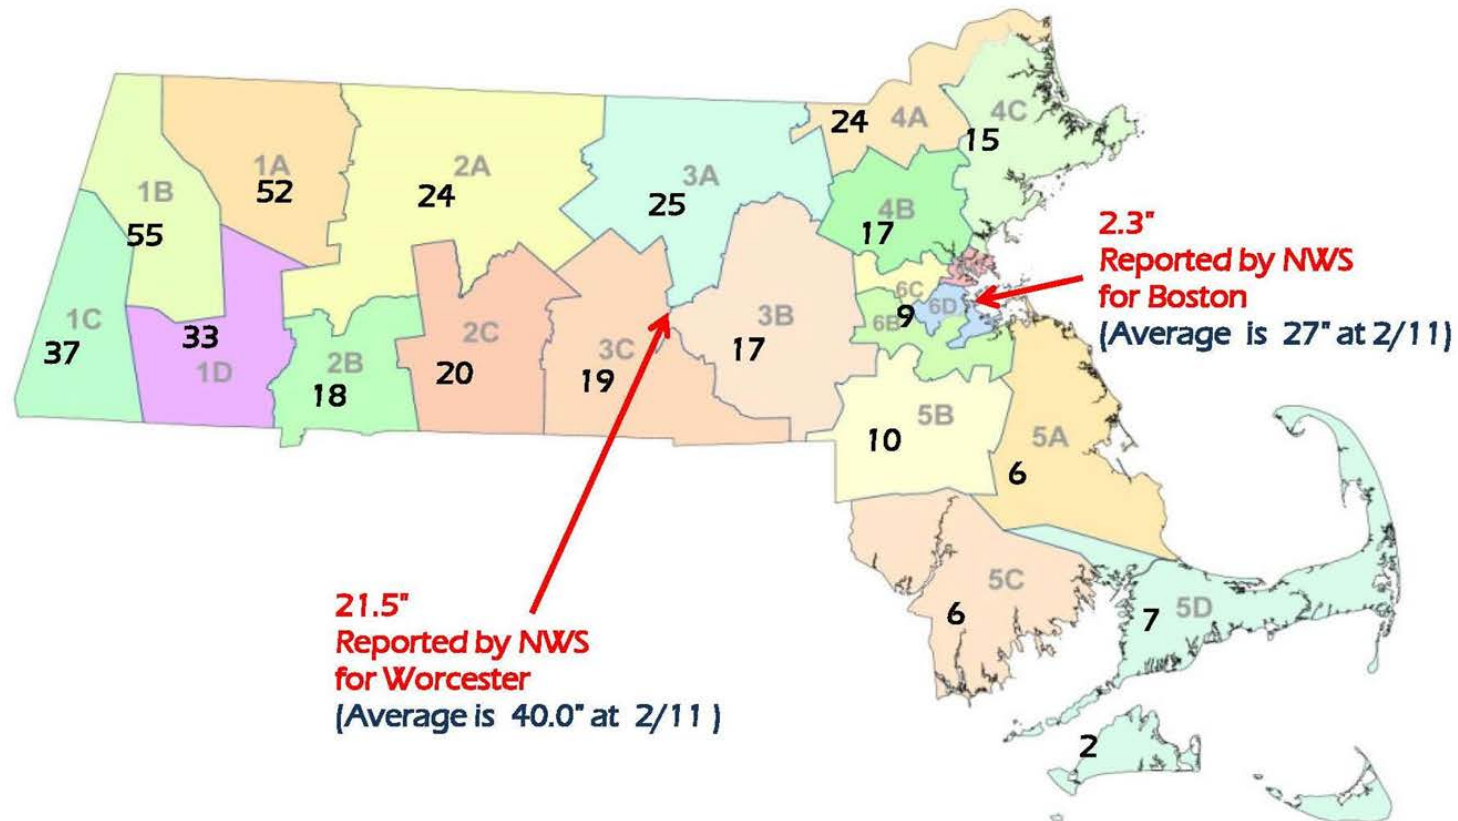 4C
24 4A
15
1A
52
2A
24
3A
25
1B
55
4B
17
2.3"
Reported by NWS
for Boston
(Average is 27" at 2/11)
6C
6D
6B 9
1C
37
33
1D
2B
18
2C
20
3C
19
3B
17
5B
10
5A
6
21.5"
Reported by NWS
for Worcester
(Average is 40.0" at 2/11 )
5C
6
7 5D
2